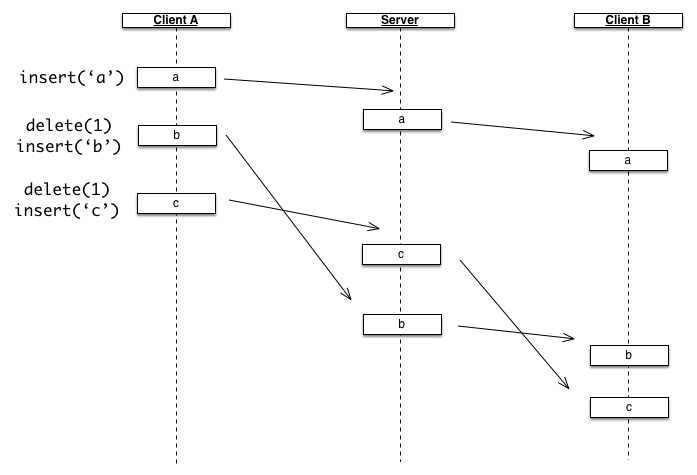 Client A
Server
Client B
insert(‘a’)
a
a
delete(1)
insert(‘b’)
b
a
delete(1)
insert(‘c’)
c
c
b
b
c